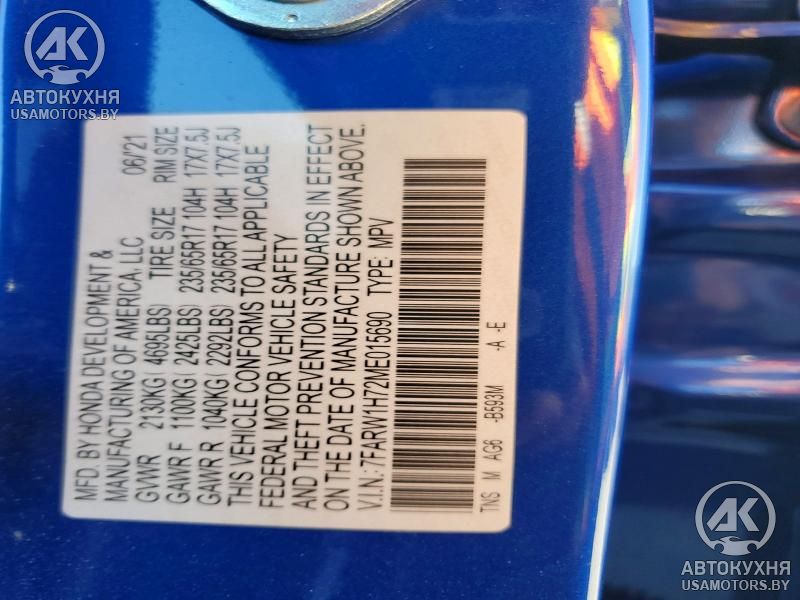 AK
АВТОКУХНЯ
USAMOTORS.BY
MFD. BY HONDA DEVELOPMENT &
MANUFACTURING OF AMERICA, LLC 06/21
GVWR 2130KG( 4695LBS) TIRE SIZE RIM SIZE
GAWR F 1100KG( 2425LBS) 235/65R17 104H 17X7.5J
GAWR R 1040KG( 2292LBS) 235/65R17 104H 17X7.5J
THIS VEHICLE CONFORMS TO ALL APPLICABLE
FEDERAL MOTOR VEHICLE SAFETY
AND THEFT PREVENTION STANDARDS IN EFFECT
ON THE DATE OF MANUFACTURE SHOWN ABOVE.
V.I.N.: 7FARW1H72ME015690 TYPE: MPV
TNS M AG6 -B593M -A -E
AK
АВТОКУХНЯ
USAMOTORS.BY